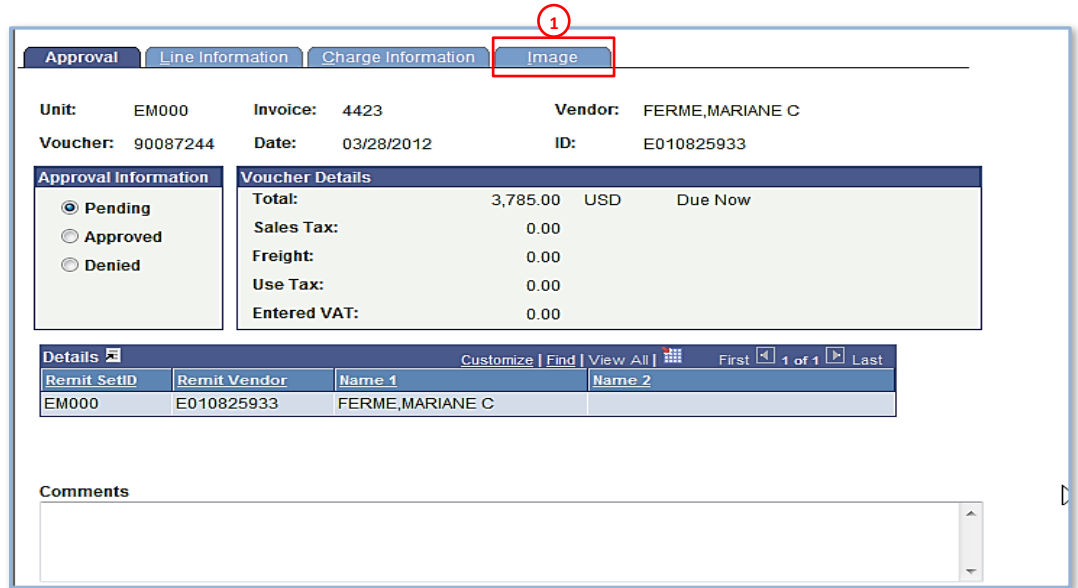 1
Approval Line Information Charge Information Image
Unit: EM000 Invoice: 4423 Vendor: FERME,MARIANE C
Voucher: 90087244 Date: 03/28/2012 ID: E010825933
Approval Information Voucher Details
Pending
Approved
Denied
Total: 3,785.00 USD Due Now
Sales Tax: 0.00
Freight: 0.00
Use Tax: 0.00
Entered VAT: 0.00
Details Customize | Find | View All | First 1 of 1 Last
Remit SetID Remit Vendor Name 1 Name 2
EM000 E010825933 FERME,MARIANE C
Comments